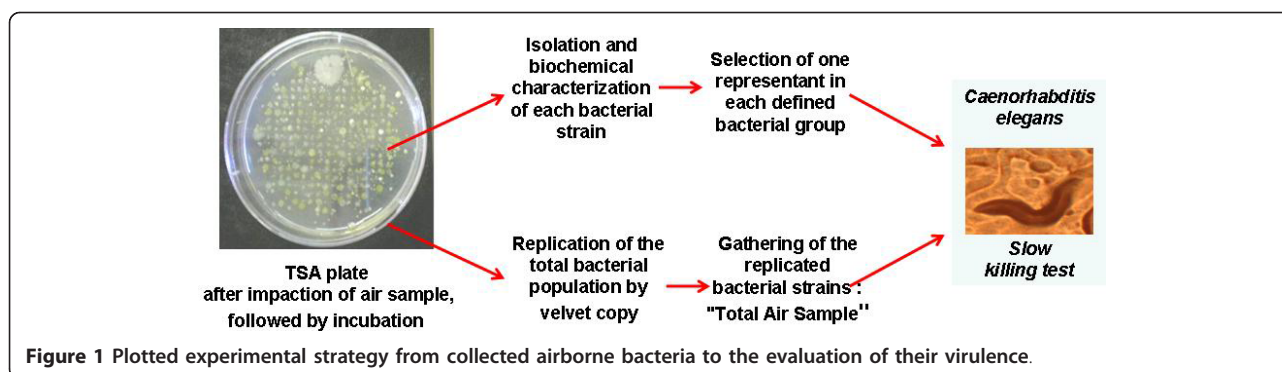 Isolation and
biochemical
characterization
of each bacterial
strain
Selection of one
representant in
each defined
bacterial group
Caenorhabditis
elegans
Slow
killing test
TSA plate
after impaction of air sample,
followed by incubation
Replication of the
total bacterial
population by
velvet copy
Gathering of the
replicated
bacterial strains :
"Total Air Sample"
Figure 1 Plotted experimental strategy from collected airborne bacteria to the evaluation of their virulence.